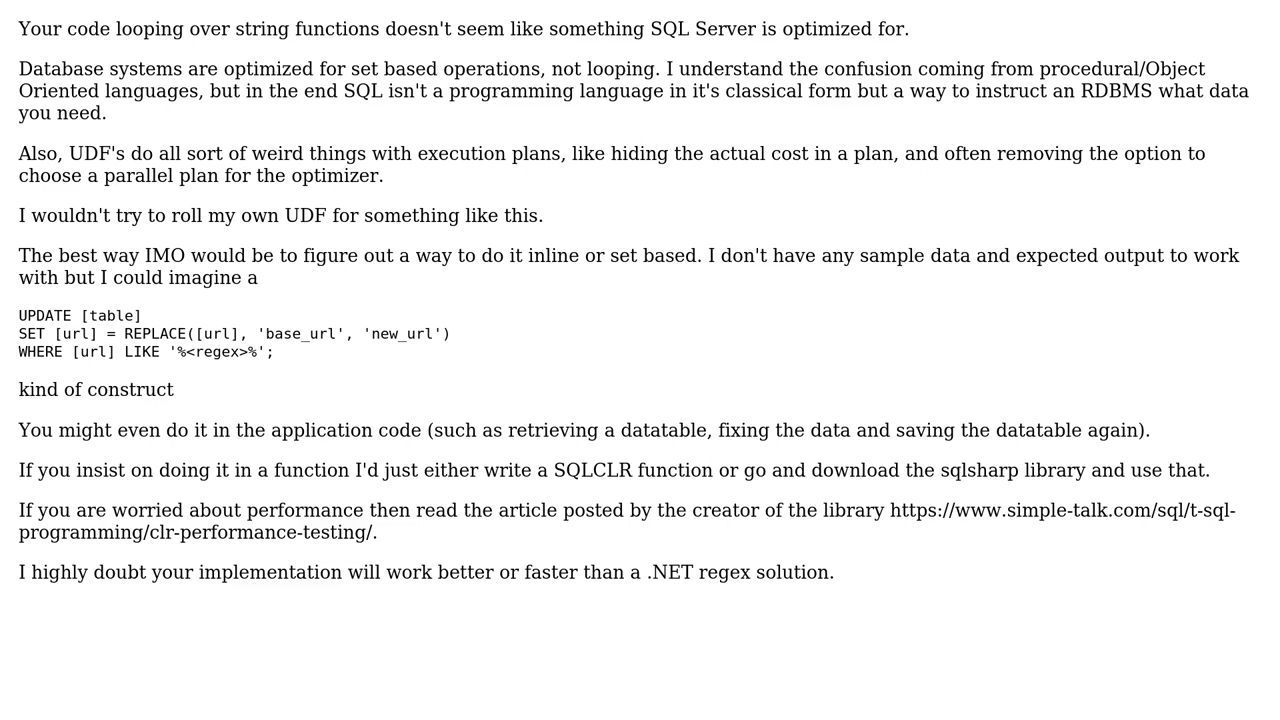 Your code looping over string functions doesn't seem like something SQL Server is optimized for.
Database systems are optimized for set based operations, not looping. I understand the confusion coming from procedural/Object
Oriented languages, but in the end SQL isn't a programming language in it's classical form but a way to instruct an RDBMS what data
you need.
Also, UDF's do all sort of weird things with execution plans, like hiding the actual cost in a plan, and often removing the option to
choose a parallel plan for the optimizer.
I wouldn't try to roll my own UDF for something like this.
The best way IMO would be to figure out a way to do it inline or set based. I don't have any sample data and expected output to work
with but I could imagine a
UPDATE [table]
SET [url] = REPLACE([url], 'base_url', 'new_url')
WHERE [url] LIKE '%<regex>%';
kind of construct
You might even do it in the application code (such as retrieving a datatable, fixing the data and saving the datatable again).
If you insist on doing it in a function I'd just either write a SQLCLR function or go and download the sqlsharp library and use that.
If you are worried about performance then read the article posted by the creator of the library https://www.simple-talk.com/sql/t-sql-
programming/clr-performance-testing/.
I highly doubt your implementation will work better or faster than a .NET regex solution.